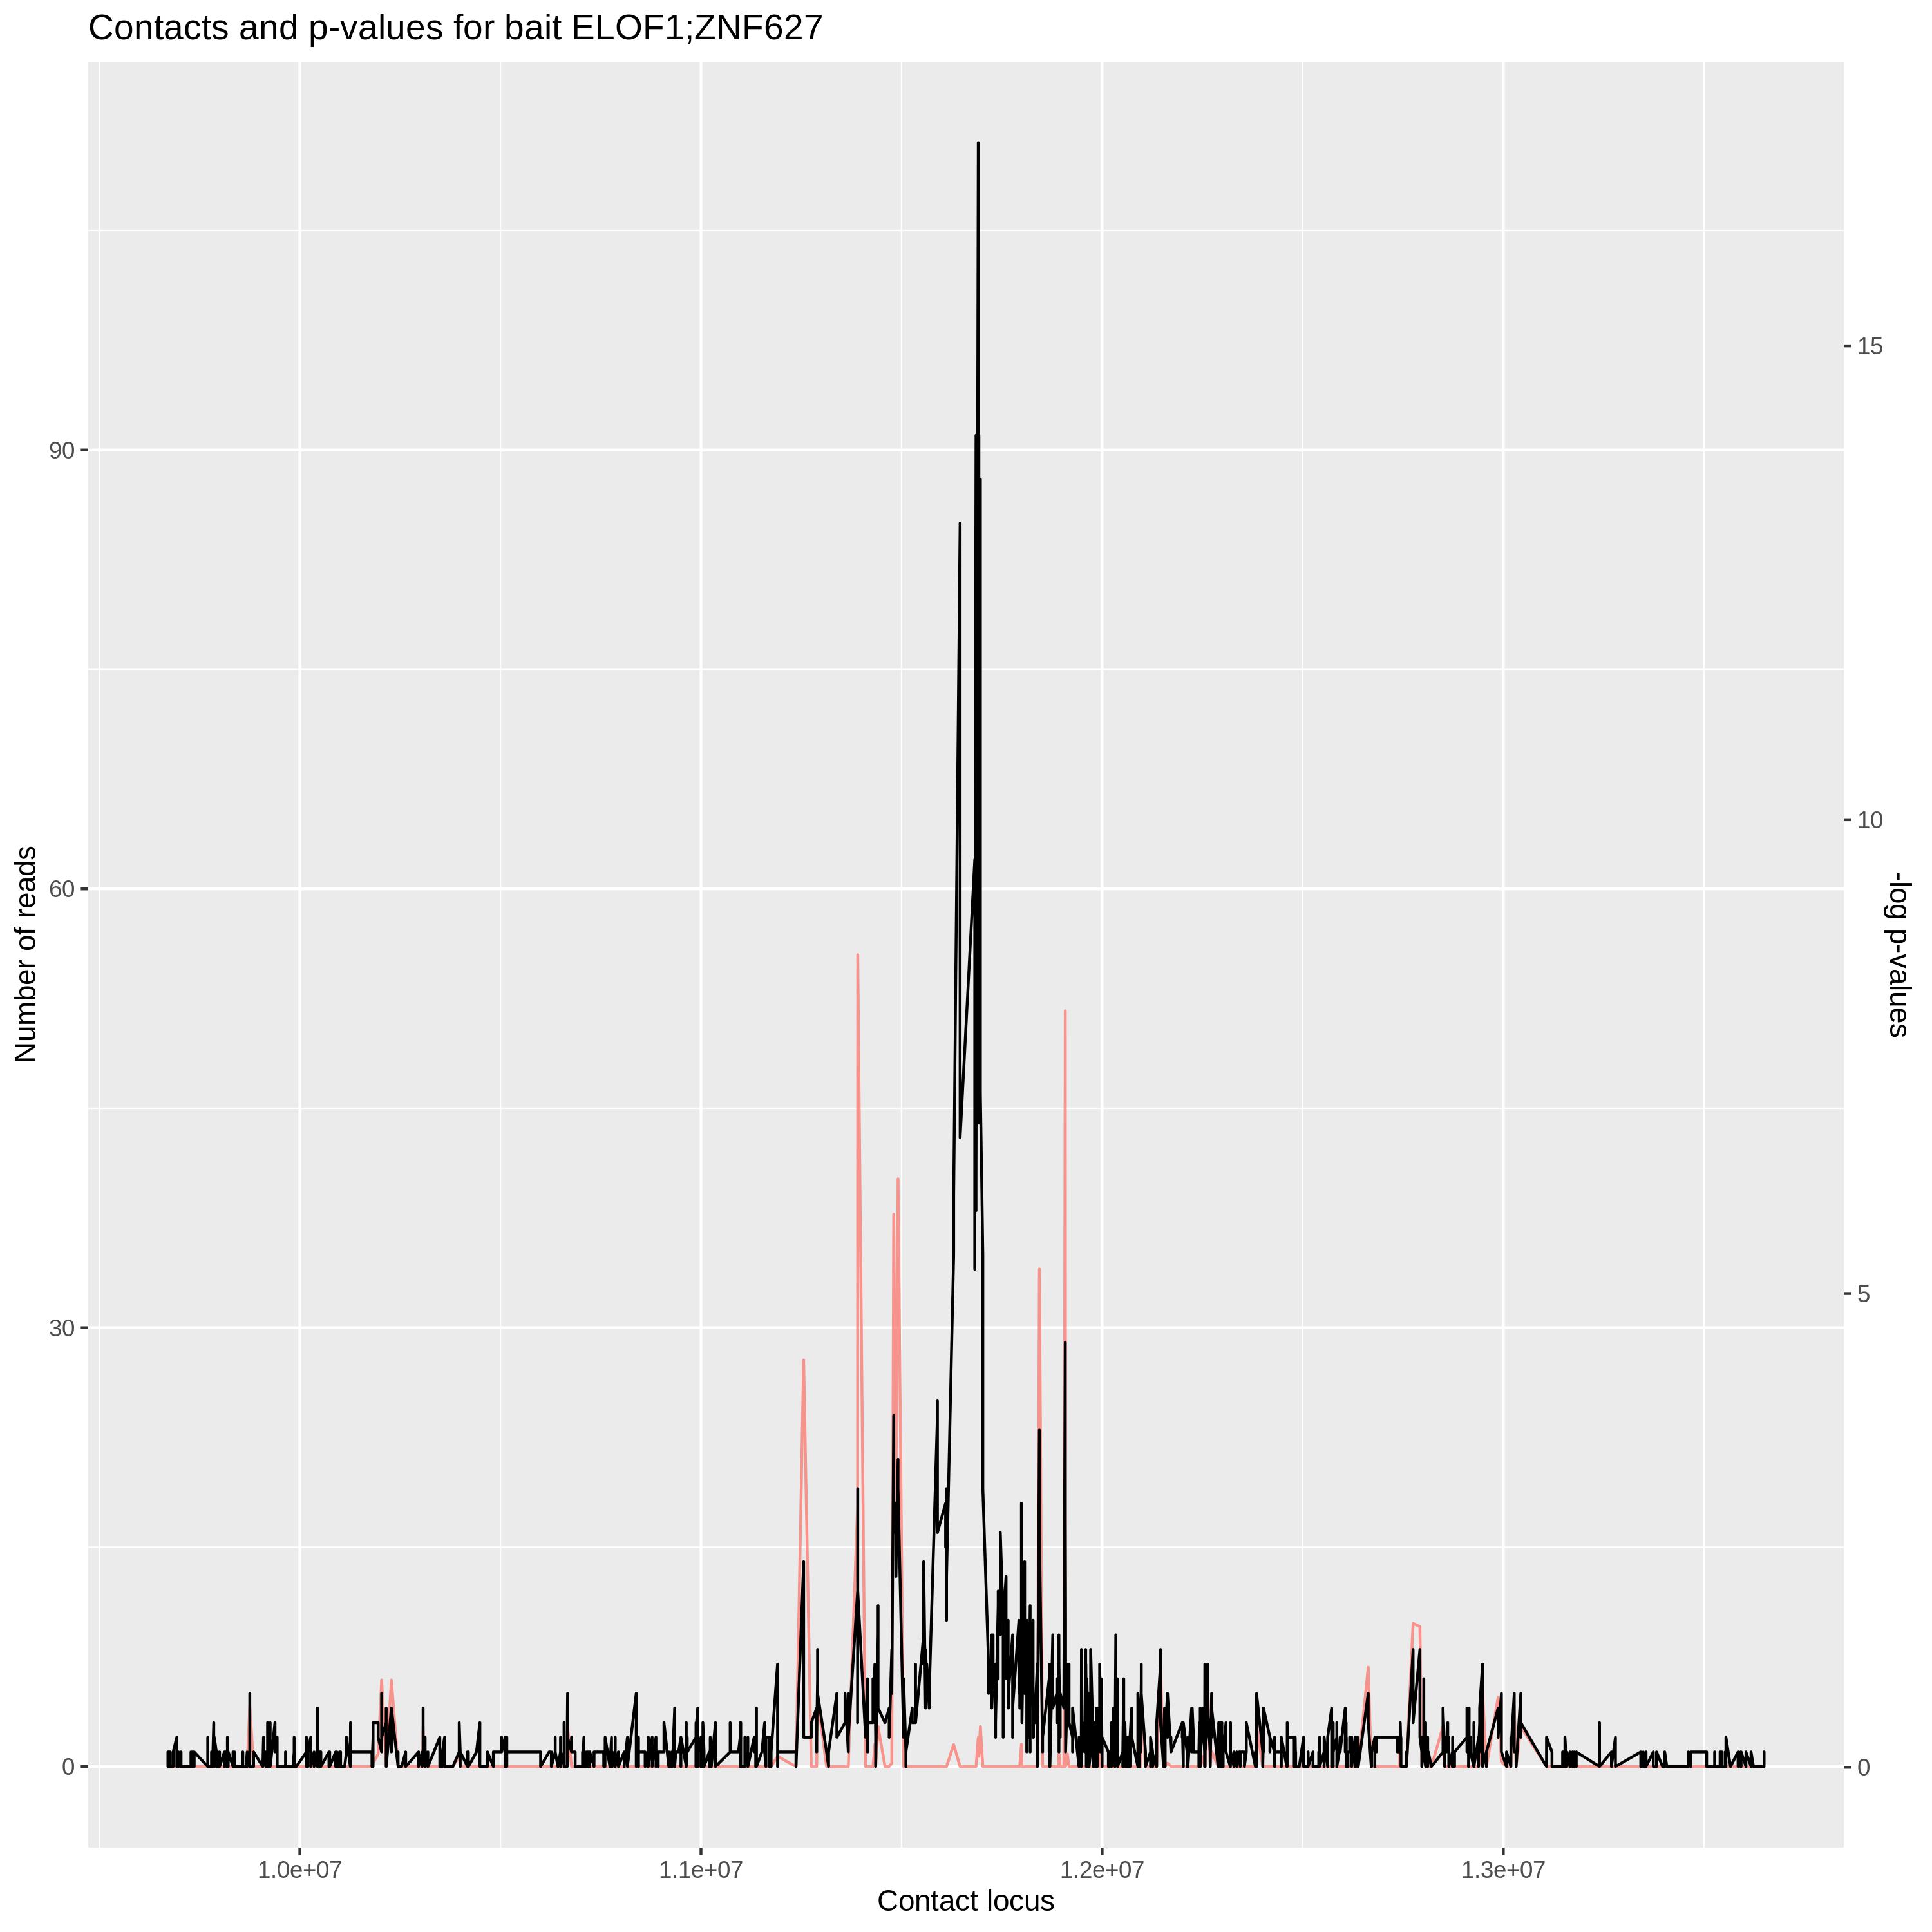 Contacts and p-values for bait ELOF1;ZNF627
Number of reads
90
60
30
0
15
10
5
0
-log p-values
1.0e+07
1.1e+07
1.2e+07
1.3e+07
Contact locus